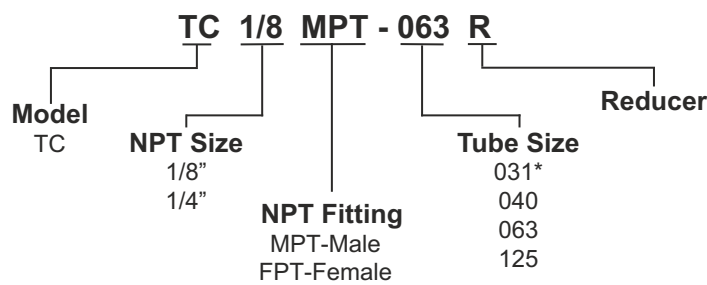 TC 1/8 MPT - 063 R
Model
TC
NPT Size
1/8”
1/4”
NPT Fitting
MPT-Male
FPT-Female
Tube Size
031*
040
063
125
Reducer